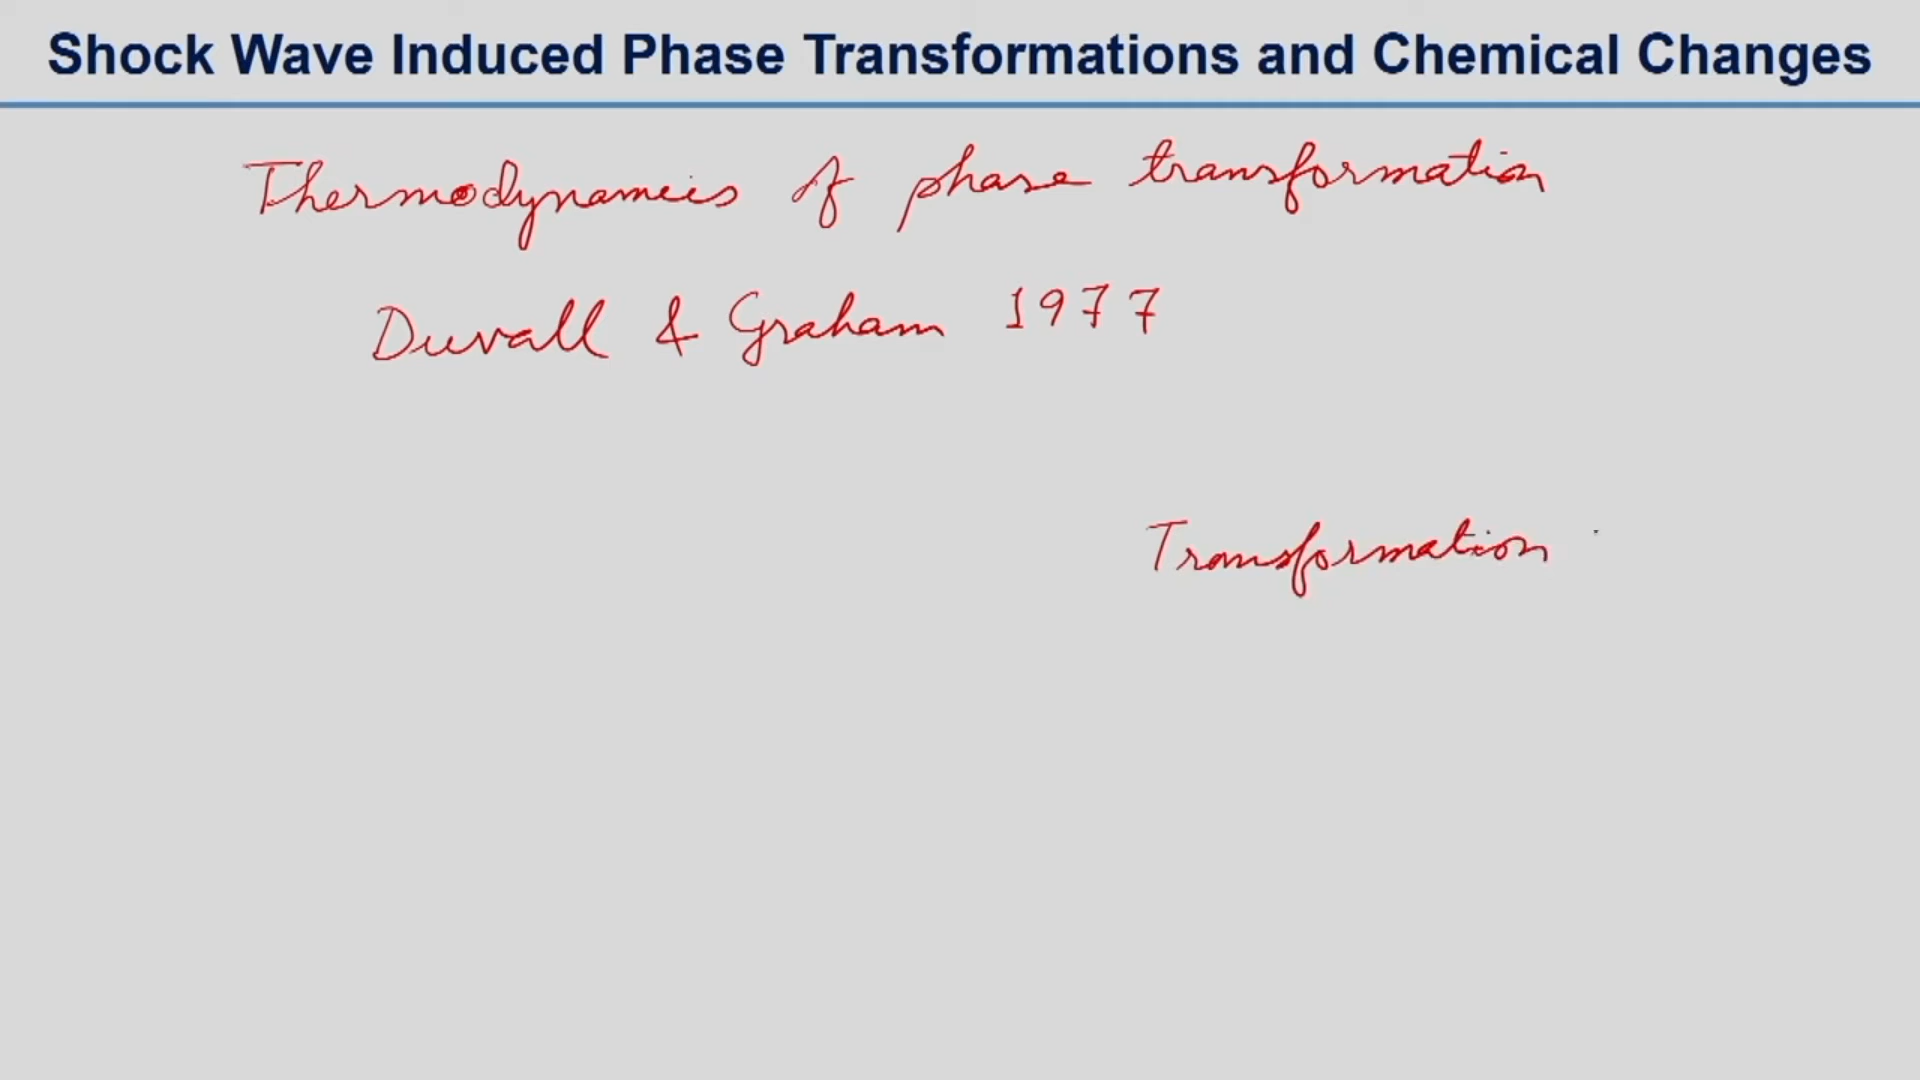 Shock Wave Induced Phase Transformations and Chemical Changes
Thermodynamics of phase transformation
Duvall & Graham 1977
Transformation